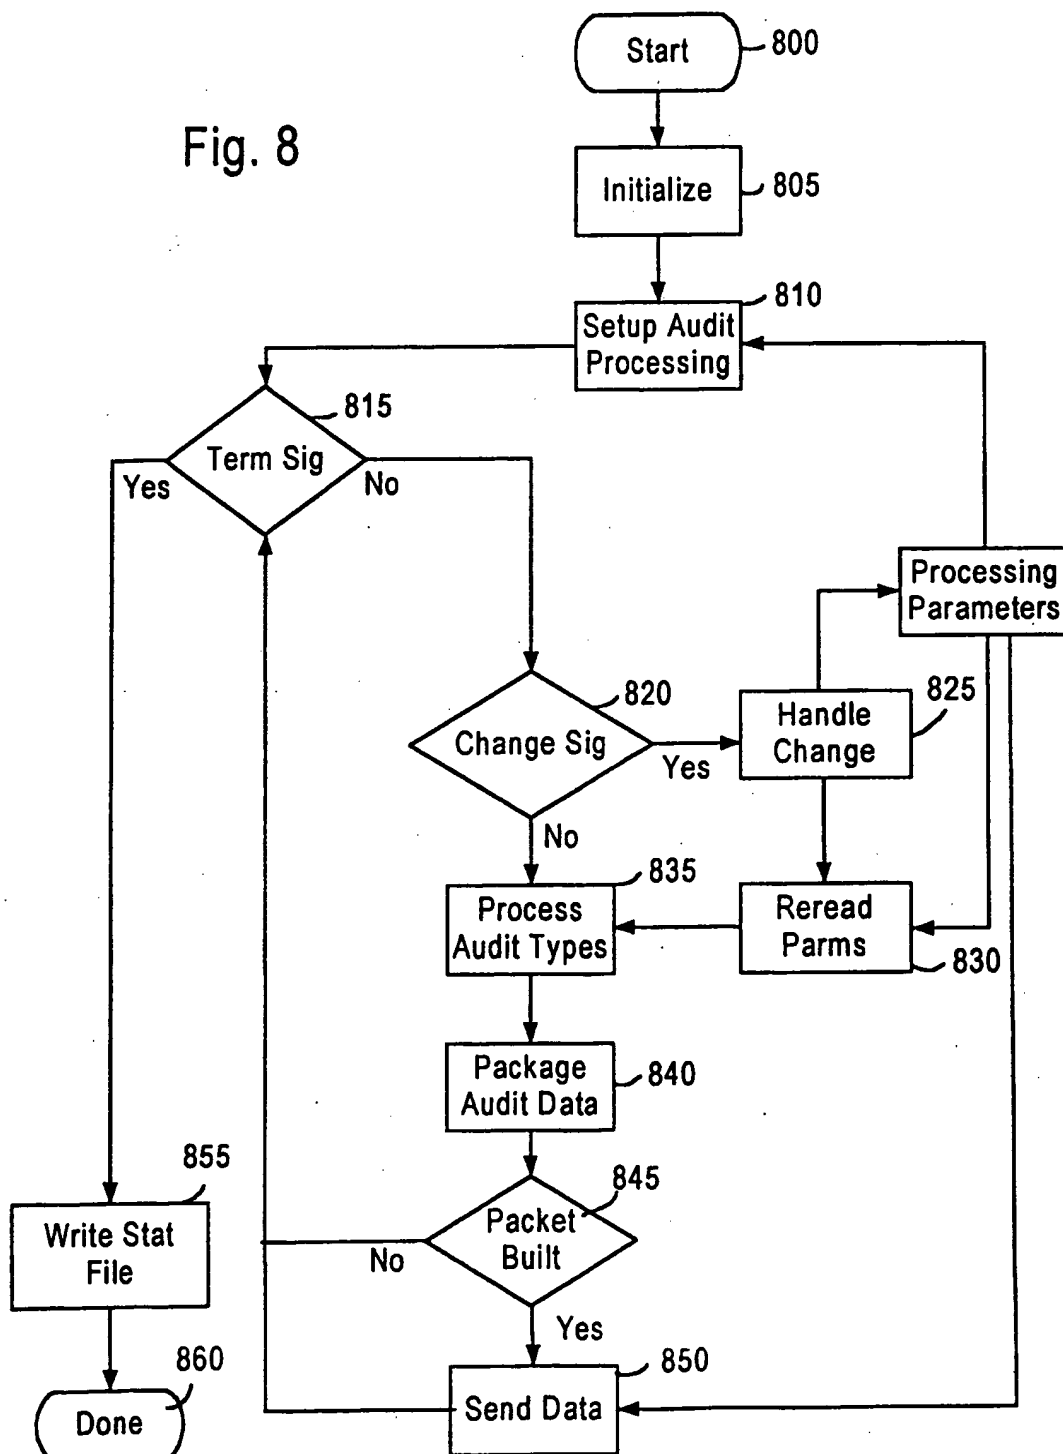 Start
800
Fig. 8
Initialize
805
810
Setup Audit
Processing
815
Term Sig
Yes
No
Processing
Parameters
820
Change Sig
Yes
825
Handle
Change
No
835
Process
Audit Types
Reread
Parms
830
Package
Audit Data
840
845
Packet
Built
No
Yes
855
Write Stat
File
850
Send Data
860
Done